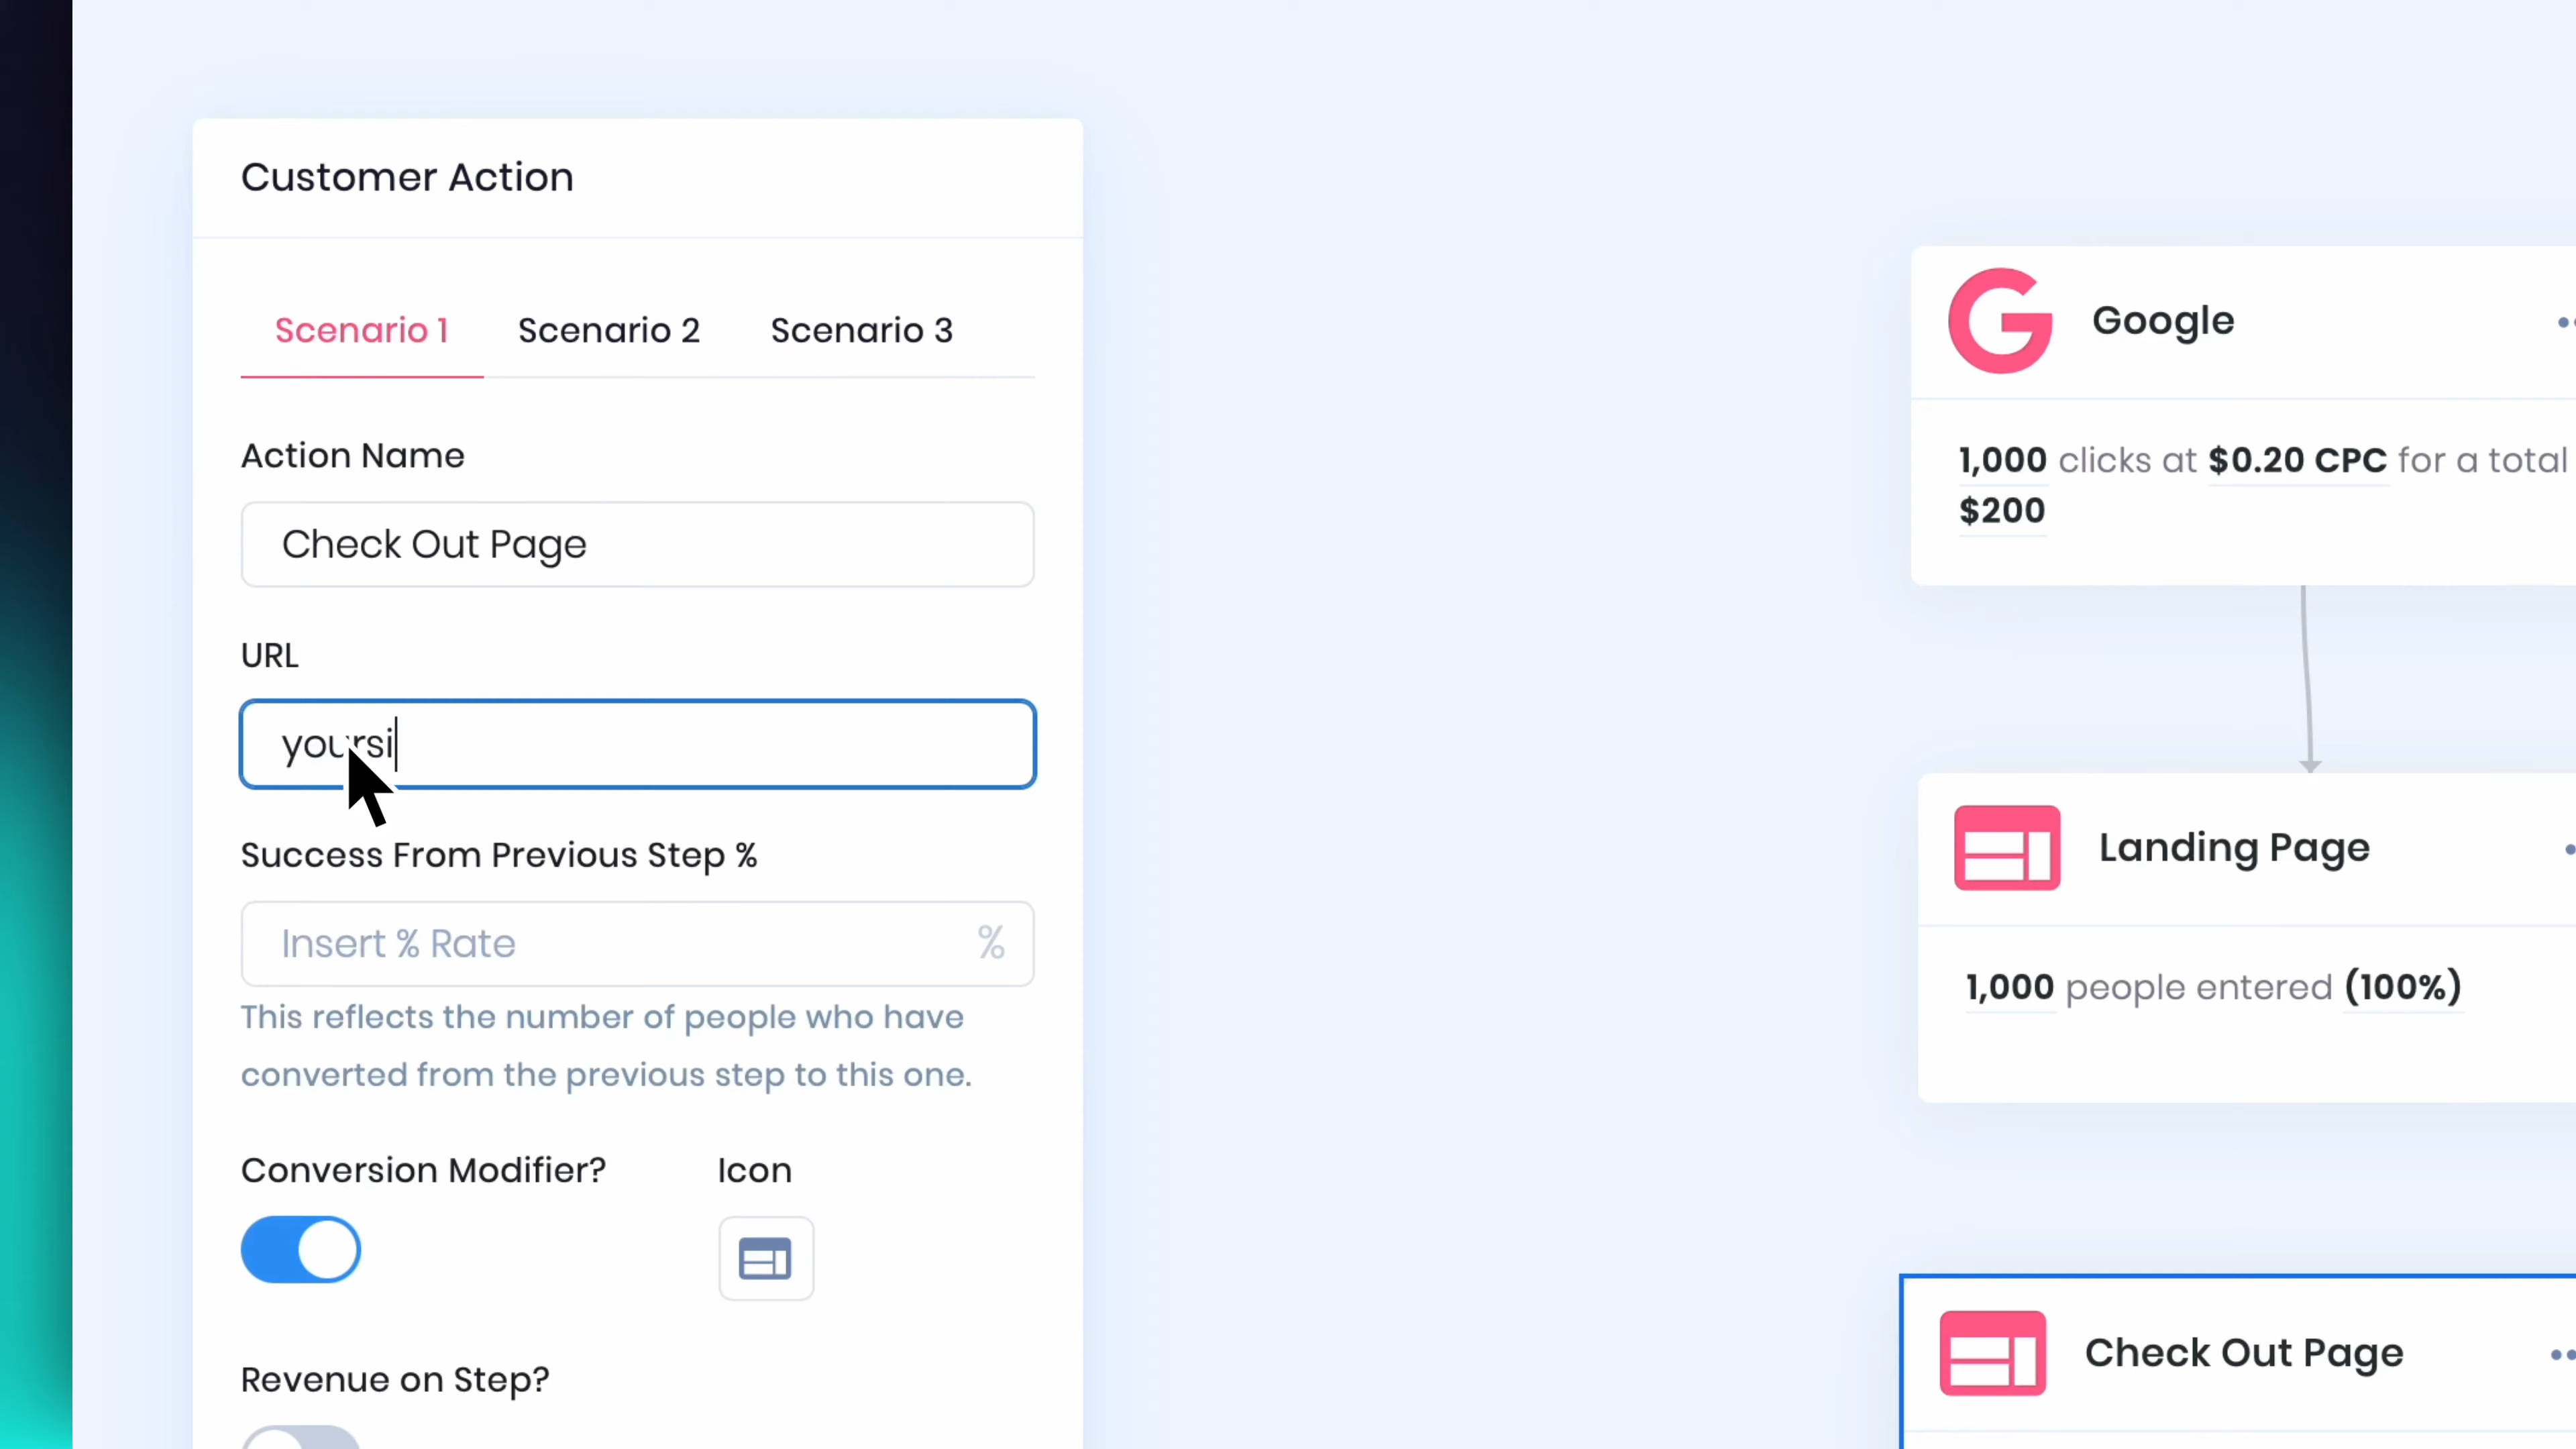 Customer Action
Scenario 1 Scenario 2 Scenario 3
Action Name
Check Out Page
URL
yoursi
Success From Previous Step %
Insert % Rate %
This reflects the number of people who have
converted from the previous step to this one.
Conversion Modifier? Icon
Revenue on Step?
Google
1,000 clicks at $0.20 CPC for a total
$200
Landing Page
1,000 people entered (100%)
Check Out Page